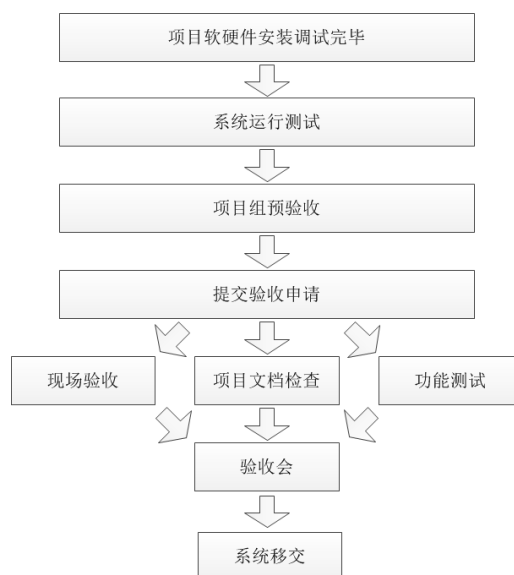 项目软硬件安装调试完毕
系统运行测试
项目组预验收
提交验收申请
现场验收
项目文档检查
功能测试
验收会
系统移交